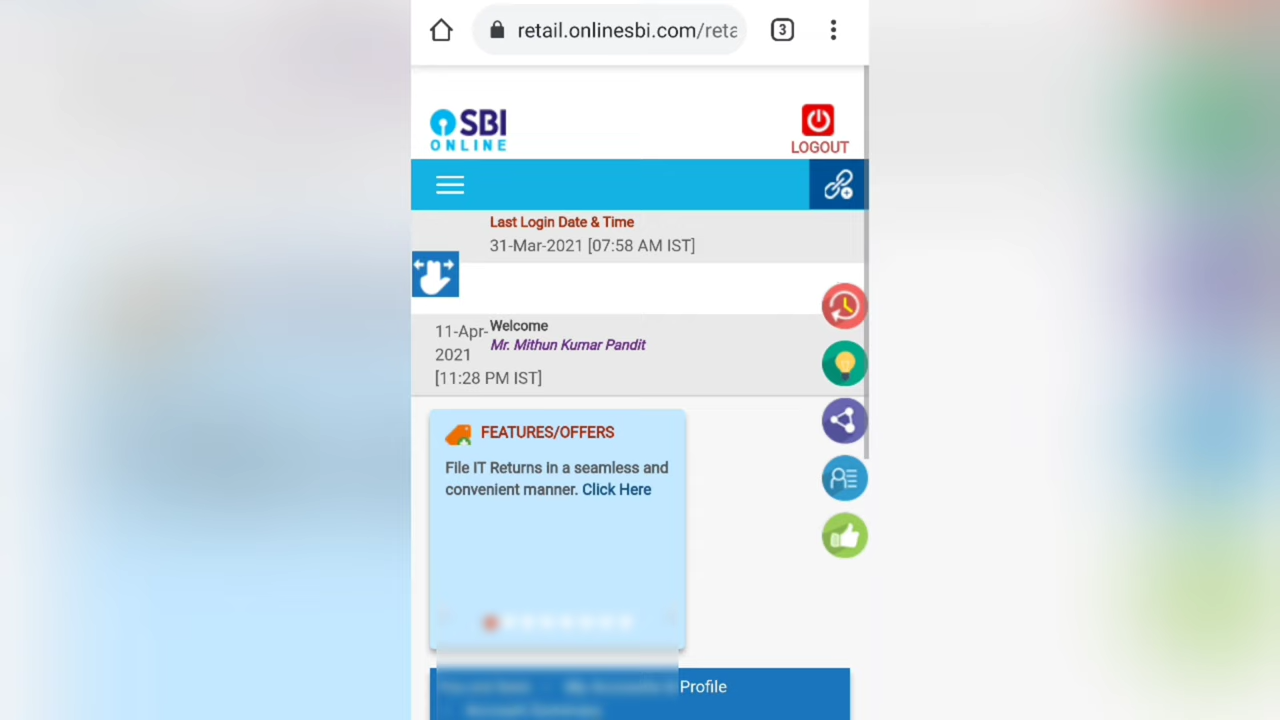 retail.onlinesbi.com/reta
3
SBI
ONLINE
LOGOUT
Last Login Date & Time
31-Mar-2021 [07:58 AM IST]
11-Apr-
2021
[11:28 PM IST]
Welcome
Mr. Mithun Kumar Pandit
FEATURES/OFFERS
File IT Returns in a seamless and
convenient manner. Click Here
Profile